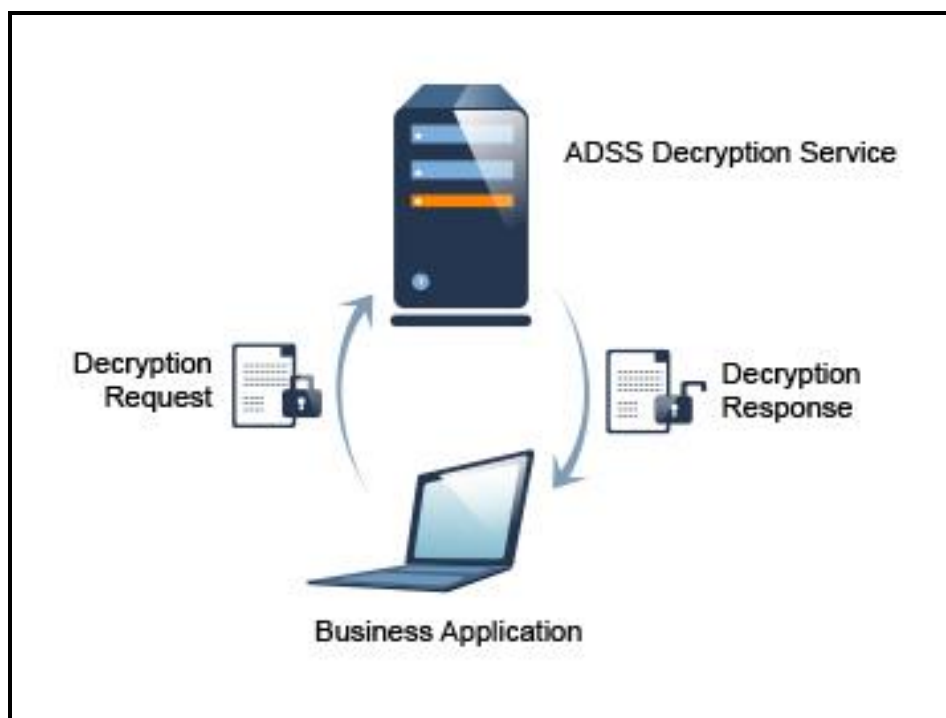 ADSS Decryption Service
Decryption
Request
Decryption
Response
Business Application